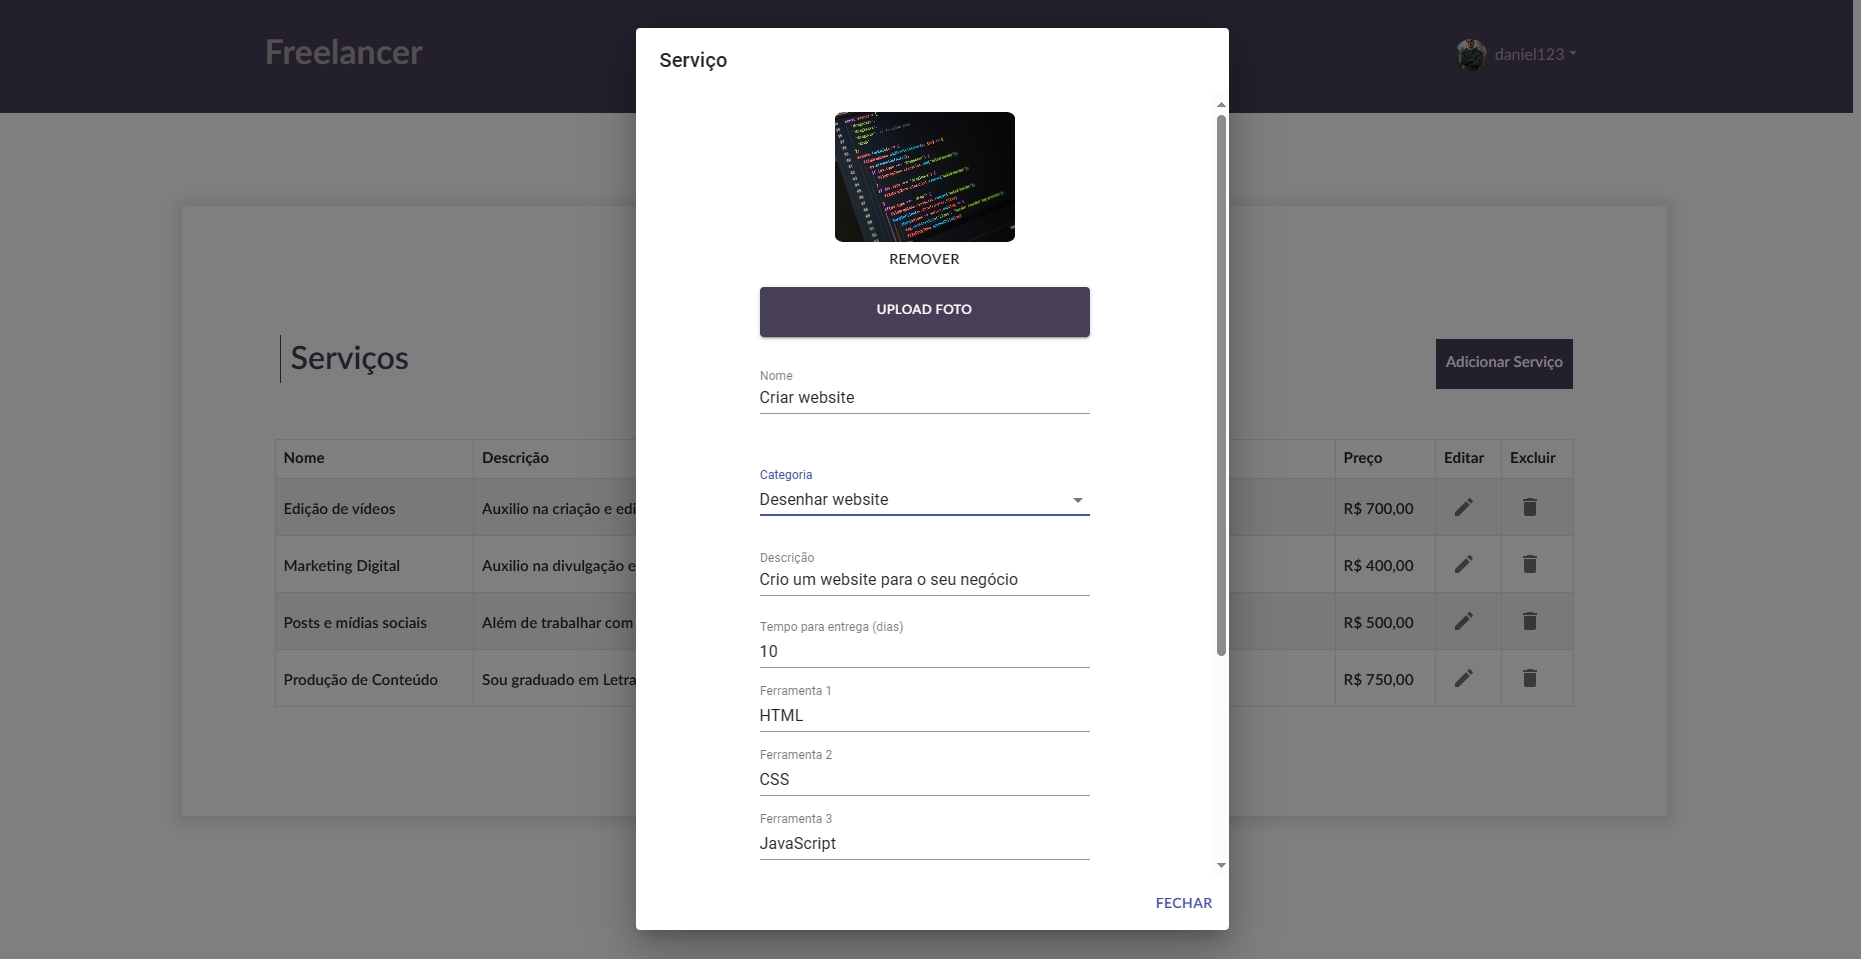 Freelancer
daniel123
Serviço
REMOVER
UPLOAD FOTO
Nome
Criar website
Categoria
Desenhar website
Descrição
Crio um website para o seu negócio
Tempo para entrega (dias)
10
Ferramenta 1
HTML
Ferramenta 2
CSS
Ferramenta 3
JavaScript
FECHAR
Serviços
Adicionar Serviço
Nome Descrição Preço Editar Excluir
Edição de vídeos Auxilio na criação e edi R$ 700,00
Marketing Digital Auxilio na divulgação e R$ 400,00
Posts e mídias sociais Além de trabalhar com R$ 500,00
Produção de Conteúdo Sou graduado em Letra R$ 750,00